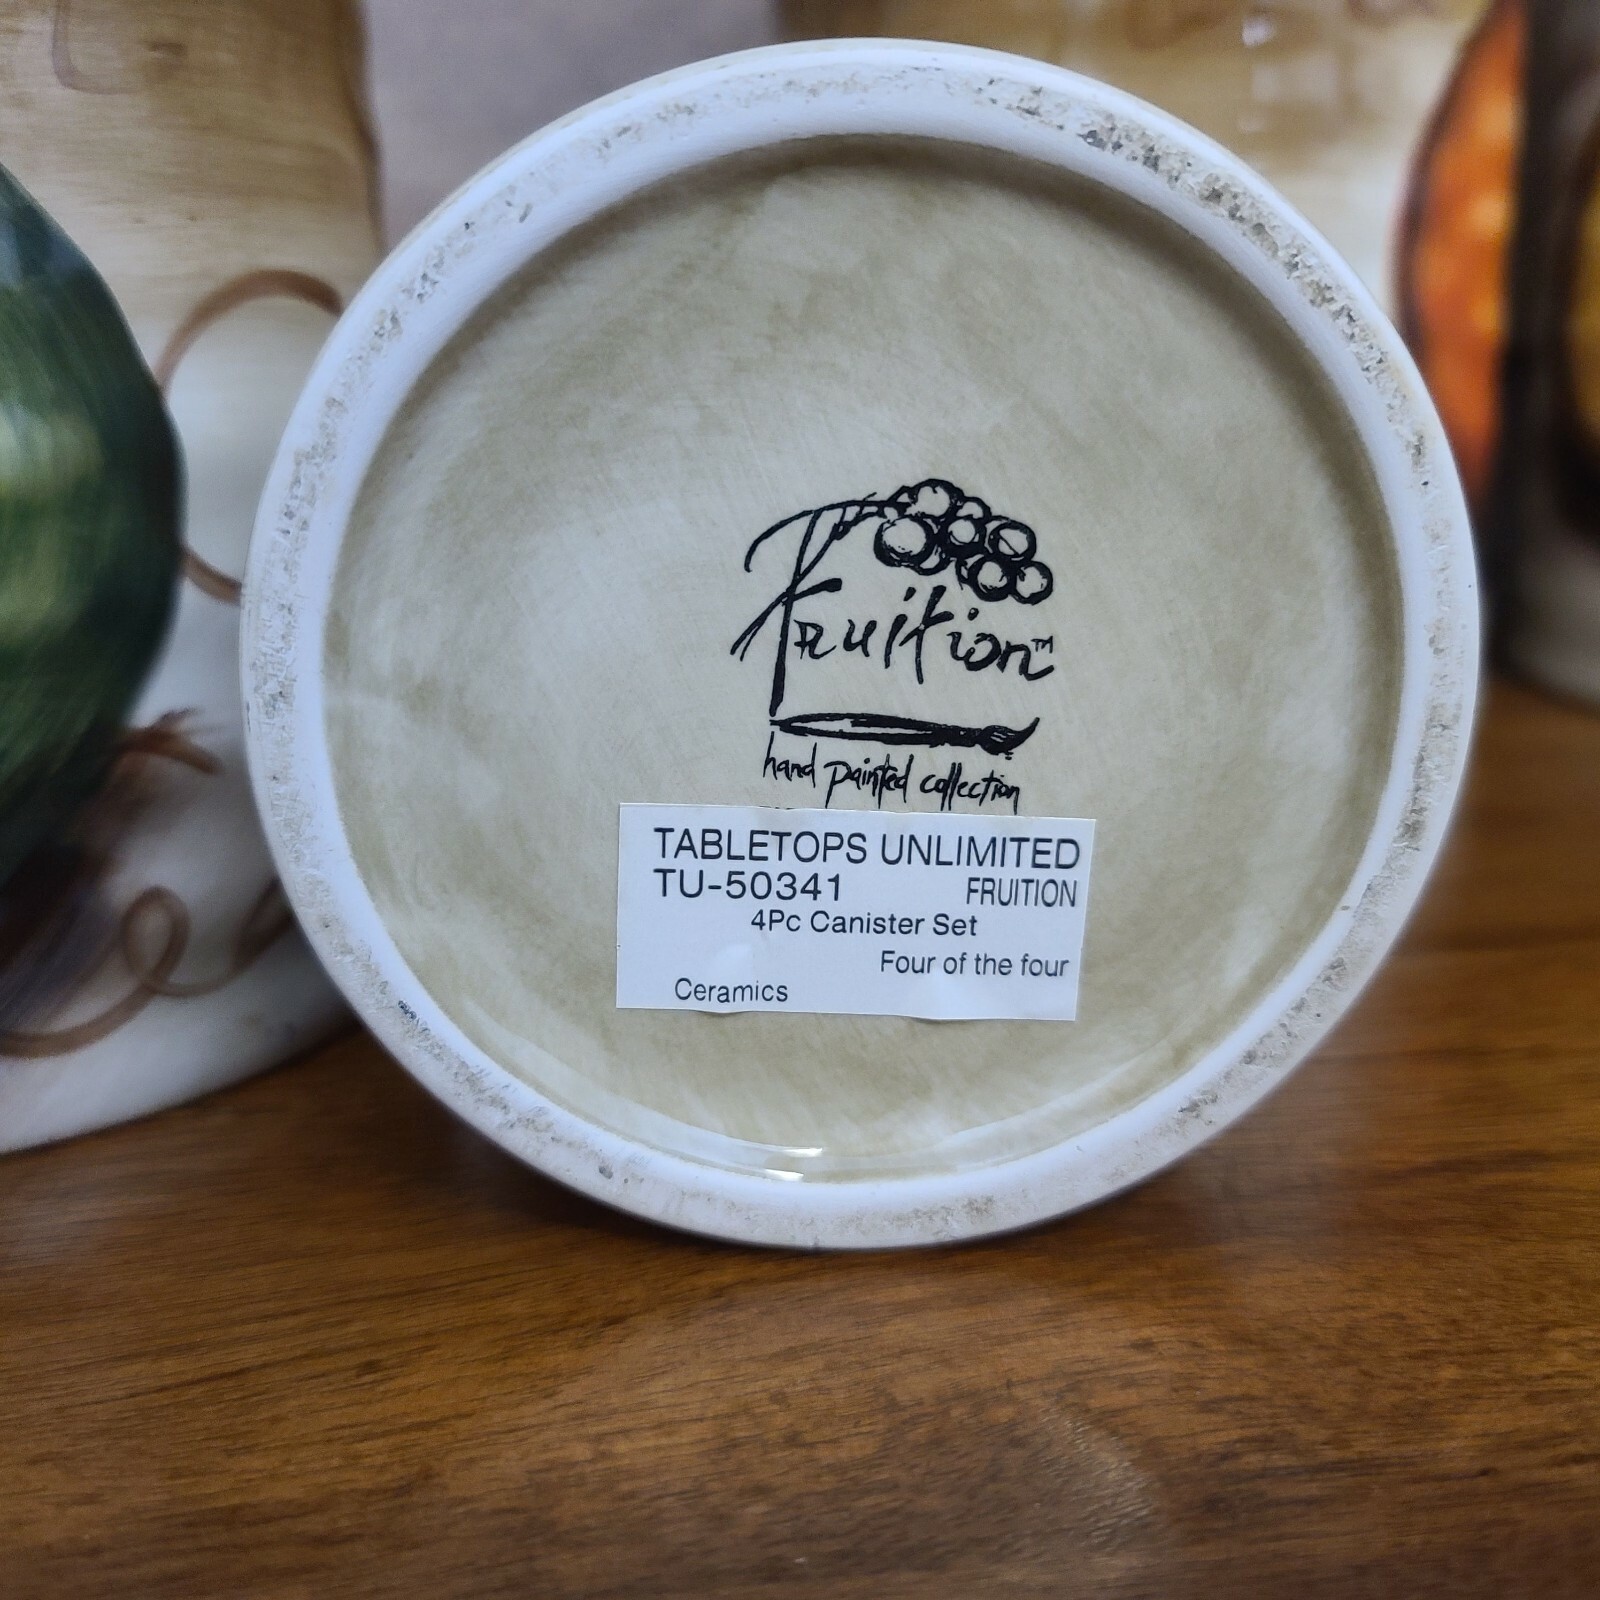 Fruition™
hand painted collection
TABLETOPS UNLIMITED
TU-50341 FRUITION
4Pc Canister Set
Four of the four
Ceramics